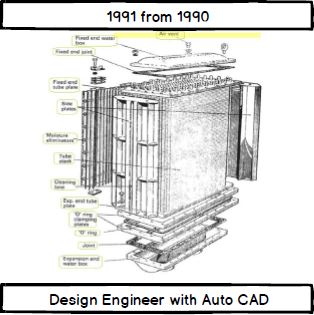 1991 from 1990
Air vent
Fixed end water
box
Fixed end joint
Fixed end
tube plate
Side
plates
Moisture
eliminators
Tube
stack
Cleaning
lane
Exp. end tube
plate
'O' ring
clamping
plates
'O' ring
Joint
Expansion end
water box
Design Engineer with Auto CAD